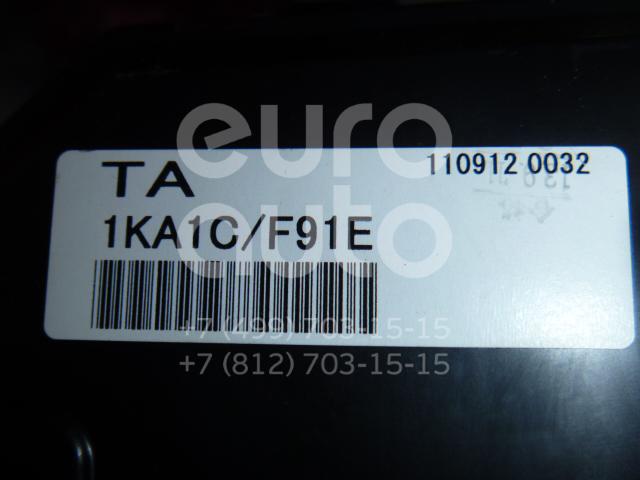 euro
auto
TA
110912 0032
1KA1C/F91E
+7 (499) 703-15-15
+7 (812) 703-15-15